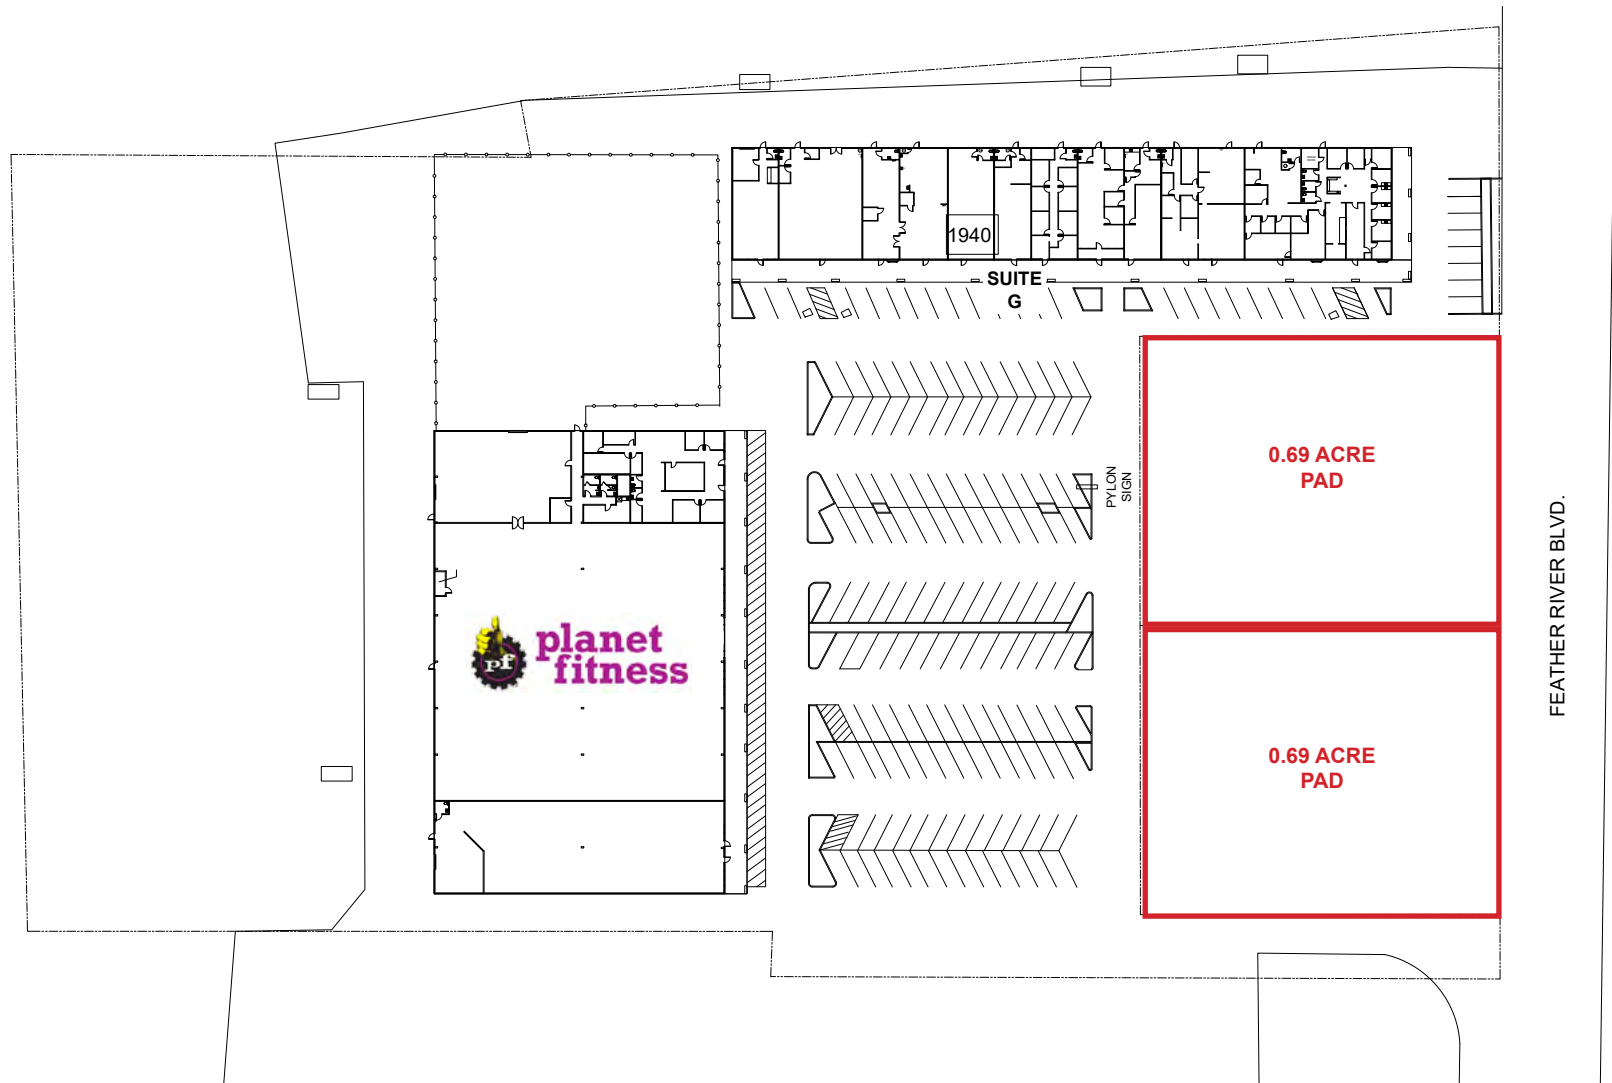 1940
SUITE
G
0.69 ACRE
PAD
PYLON
SIGN
FEATHER RIVER BLVD.
pf
planet
fitness
0.69 ACRE
PAD